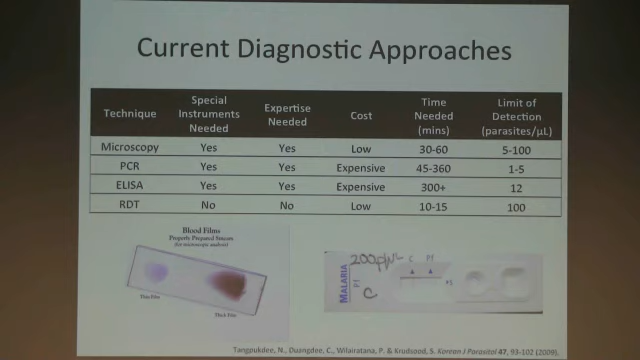 Current Diagnostic Approaches
Technique Special Instruments Needed Expertise Needed Cost Time Needed (mins) Limit of Detection (parasites/µL)
Microscopy Yes Yes Low 30-60 5-100
PCR Yes Yes Expensive 45-360 1-5
ELISA Yes Yes Expensive 300+ 12
RDT No No Low 10-15 100
Blood Films
Properly Prepared Smears
(for microscopic analysis)
Thin Film
Thick Film
MALARIA
200p/µL
C
C
Tangpukdee, N., Duangdee, C., Wilairatana, P. & Krudsood, S. Korean J Parasitol 47, 93-102 (2009).